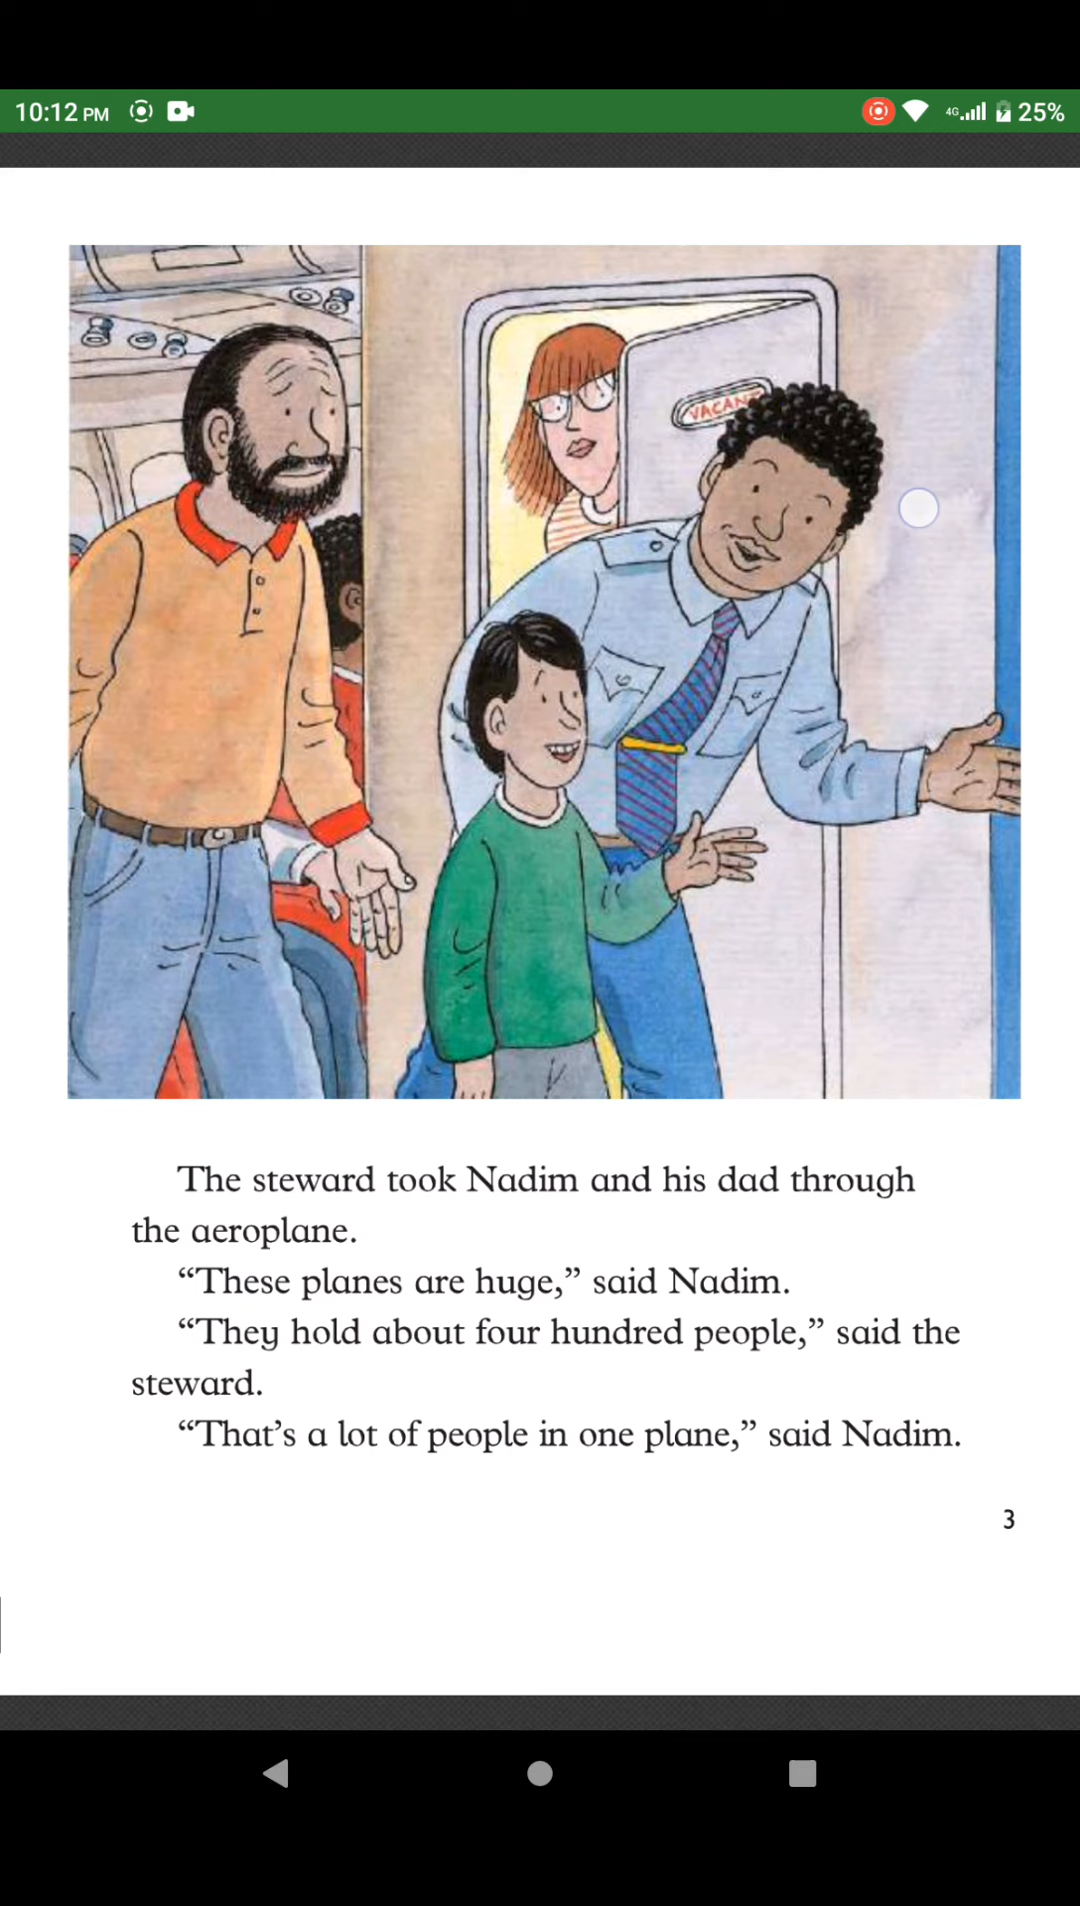 10:12 PM
4G 25%
VACAN
The steward took Nadim and his dad through
the aeroplane.
“These planes are huge,” said Nadim.
“They hold about four hundred people,” said the
steward.
“That’s a lot of people in one plane,” said Nadim.
3